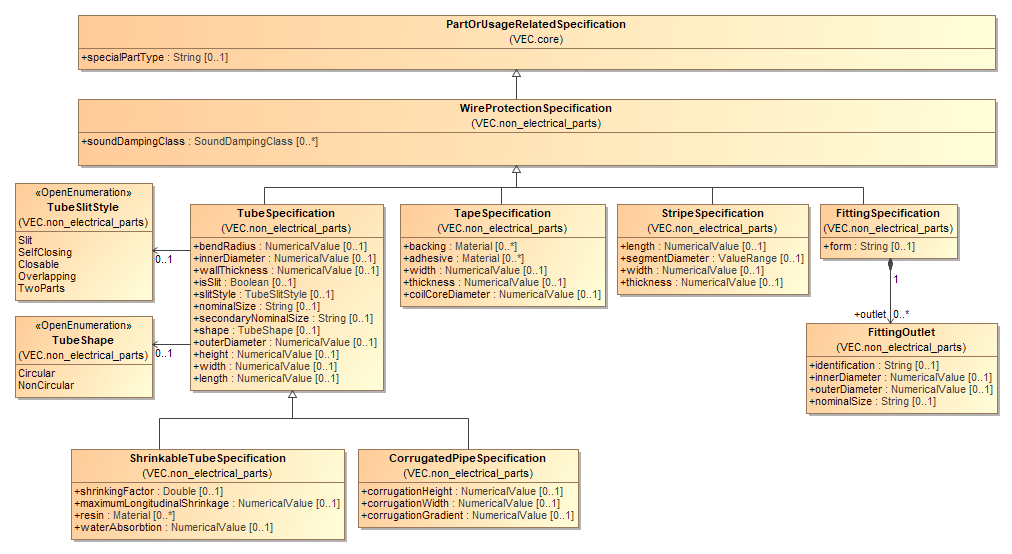 PartOrUsageRelatedSpecification
(VEC.core)
+specialPartType : String [0..1]
WireProtectionSpecification
(VEC.non_electrical_parts)
+soundDampingClass : SoundDampingClass [0..*]
«OpenEnumeration»
TubeSlitStyle
(VEC.non_electrical_parts)
Slit
SelfClosing
Closable
Overlapping
TwoParts
0..1
«OpenEnumeration»
TubeShape
(VEC.non_electrical_parts)
Circular
NonCircular
0..1
TubeSpecification
(VEC.non_electrical_parts)
+bendRadius : NumericalValue [0..1]
+innerDiameter : NumericalValue [0..1]
+wallThickness : NumericalValue [0..1]
+isSlit : Boolean [0..1]
+slitStyle : TubeSlitStyle [0..1]
+nominalSize : String [0..1]
+secondaryNominalSize : String [0..1]
+shape : TubeShape [0..1]
+outerDiameter : NumericalValue [0..1]
+height : NumericalValue [0..1]
+width : NumericalValue [0..1]
+length : NumericalValue [0..1]
TapeSpecification
(VEC.non_electrical_parts)
+backing : Material [0..*]
+adhesive : Material [0..*]
+width : NumericalValue [0..1]
+thickness : NumericalValue [0..1]
+coilCoreDiameter : NumericalValue [0..1]
StripeSpecification
(VEC.non_electrical_parts)
+length : NumericalValue [0..1]
+segmentDiameter : ValueRange [0..1]
+width : NumericalValue [0..1]
+thickness : NumericalValue [0..1]
FittingSpecification
(VEC.non_electrical_parts)
+form : String [0..1]
1
+outlet 0..*
FittingOutlet
(VEC.non_electrical_parts)
+identification : String [0..1]
+innerDiameter : NumericalValue [0..1]
+outerDiameter : NumericalValue [0..1]
+nominalSize : String [0..1]
ShrinkableTubeSpecification
(VEC.non_electrical_parts)
+shrinkingFactor : Double [0..1]
+maximumLongitudinalShrinkage : NumericalValue [0..1]
+resin : Material [0..*]
+waterAbsorbtion : NumericalValue [0..1]
CorrugatedPipeSpecification
(VEC.non_electrical_parts)
+corrugationHeight : NumericalValue [0..1]
+corrugationWidth : NumericalValue [0..1]
+corrugationGradient : NumericalValue [0..1]